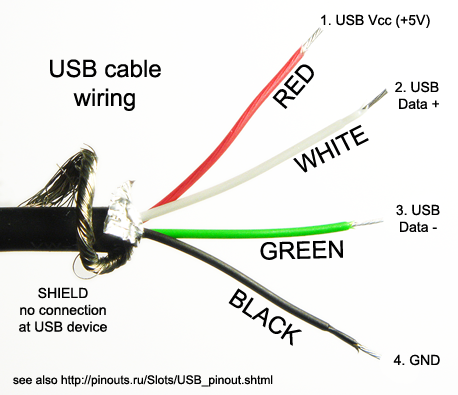 USB cable
wiring
1. USB Vcc (+5V)
RED
2. USB
Data +
WHITE
3. USB
Data -
GREEN
BLACK
SHIELD
no connection
at USB device
4. GND
see also http://pinouts.ru/Slots/USB_pinout.shtml